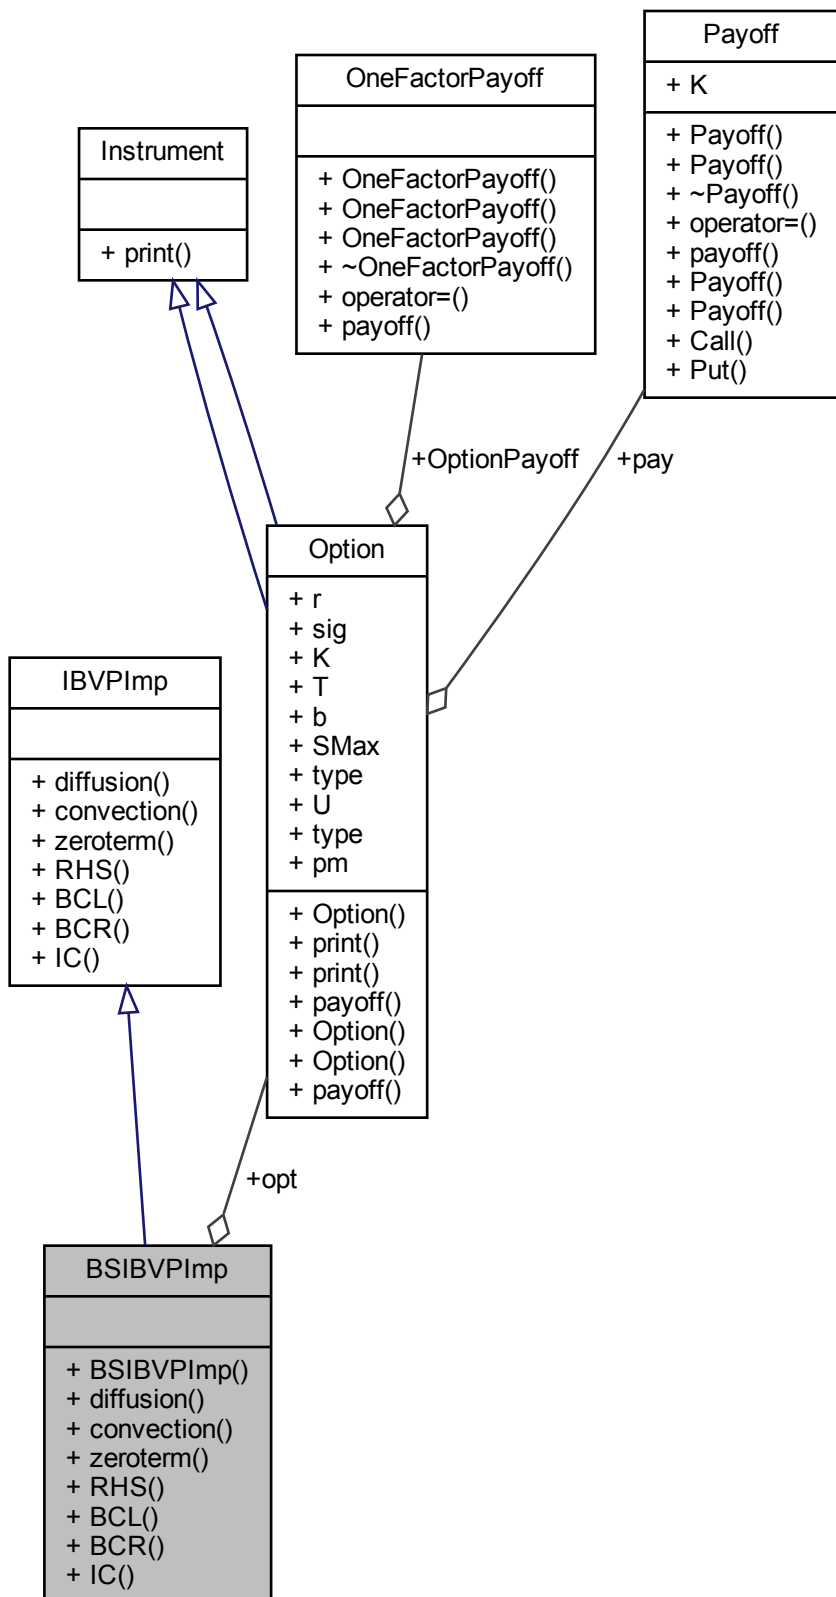 Payoff
+ K
+ Payoff()
+ Payoff()
+ ~Payoff()
+ operator=()
+ payoff()
+ Payoff()
+ Payoff()
+ Call()
+ Put()
OneFactorPayoff
+ OneFactorPayoff()
+ OneFactorPayoff()
+ OneFactorPayoff()
+ ~OneFactorPayoff()
+ operator=()
+ payoff()
Instrument
+ print()
+OptionPayoff
+pay
Option
+ r
+ sig
+ K
+ T
+ b
+ SMax
+ type
+ U
+ type
+ pm
+ Option()
+ print()
+ print()
+ payoff()
+ Option()
+ Option()
+ payoff()
IBVPImp
+ diffusion()
+ convection()
+ zeroterm()
+ RHS()
+ BCL()
+ BCR()
+ IC()
+opt
BSIBVPImp
+ BSIBVPImp()
+ diffusion()
+ convection()
+ zeroterm()
+ RHS()
+ BCL()
+ BCR()
+ IC()